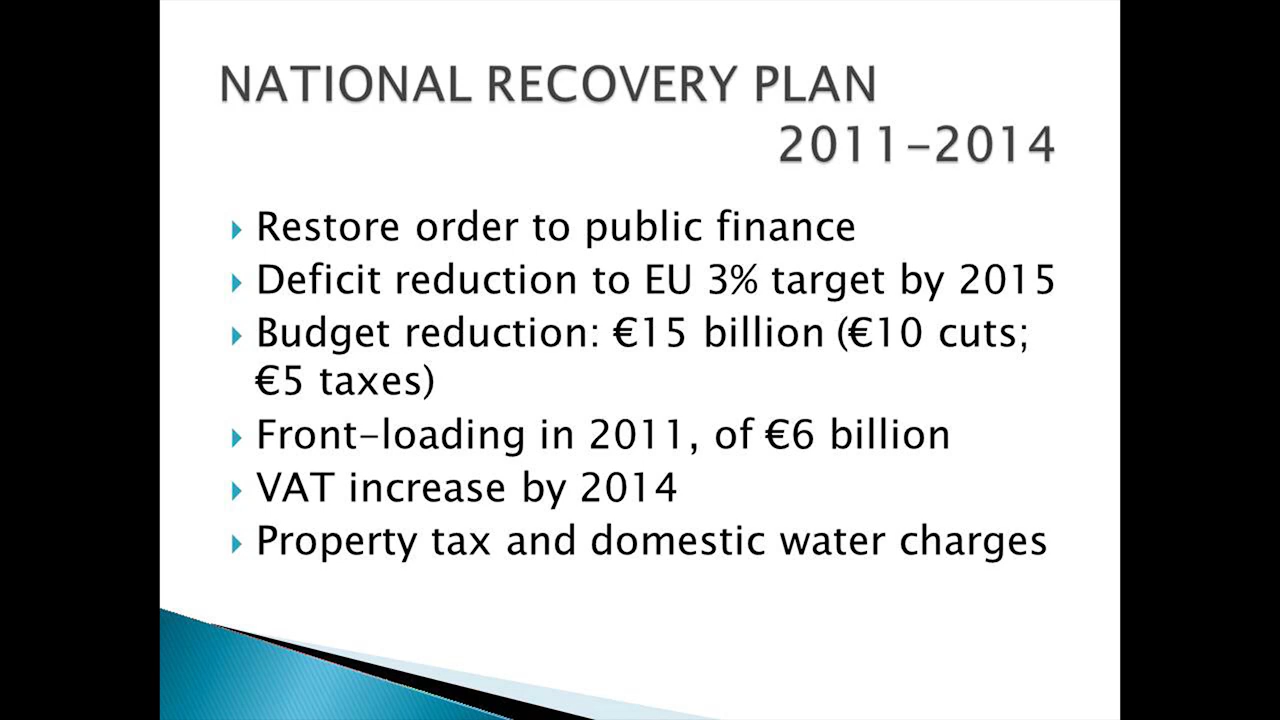 NATIONAL RECOVERY PLAN
2011-2014
Restore order to public finance
Deficit reduction to EU 3% target by 2015
Budget reduction: €15 billion (€10 cuts;
€5 taxes)
Front-loading in 2011, of €6 billion
VAT increase by 2014
Property tax and domestic water charges